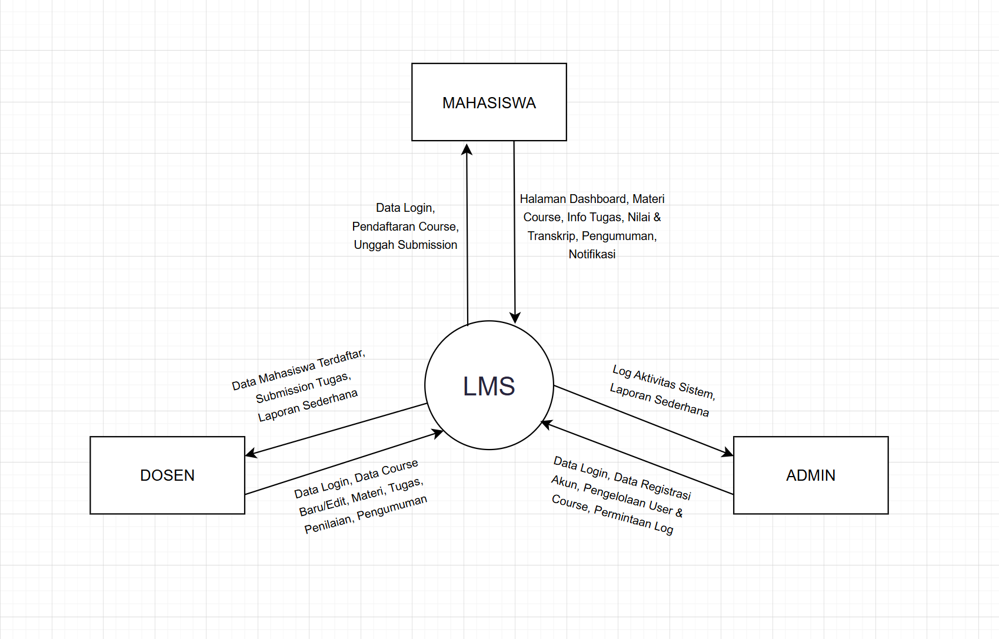 MAHASISWA
Data Login,
Pendaftaran Course,
Unggah Submission
Halaman Dashboard, Materi
Course, Info Tugas, Nilai &
Transkrip, Pengumuman,
Notifikasi
LMS
Data Mahasiswa Terdaftar,
Submission Tugas,
Laporan Sederhana
Log Aktivitas Sistem,
Laporan Sederhana
DOSEN
Data Login, Data Course
Baru/Edit, Materi, Tugas,
Penilaian, Pengumuman
Data Login, Data Registrasi
Akun, Pengelolaan User &
Course, Permintaan Log
ADMIN